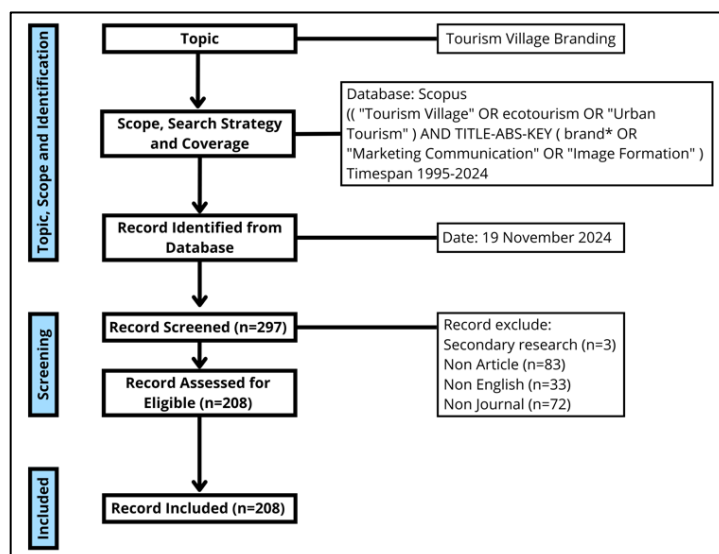 Topic, Scope and Identification
Topic
Tourism Village Branding
Scope, Search Strategy
and Coverage
Database: Scopus
(( "Tourism Village" OR ecotourism OR "Urban
Tourism" ) AND TITLE-ABS-KEY ( brand* OR
"Marketing Communication" OR "Image Formation" )
Timespan 1995-2024
Record Identified from
Database
Date: 19 November 2024
Screening
Record Screened (n=297)
Record exclude:
Secondary research (n=3)
Non Article (n=83)
Non English (n=33)
Non Journal (n=72)
Record Assessed for
Eligible (n=208)
Included
Record Included (n=208)